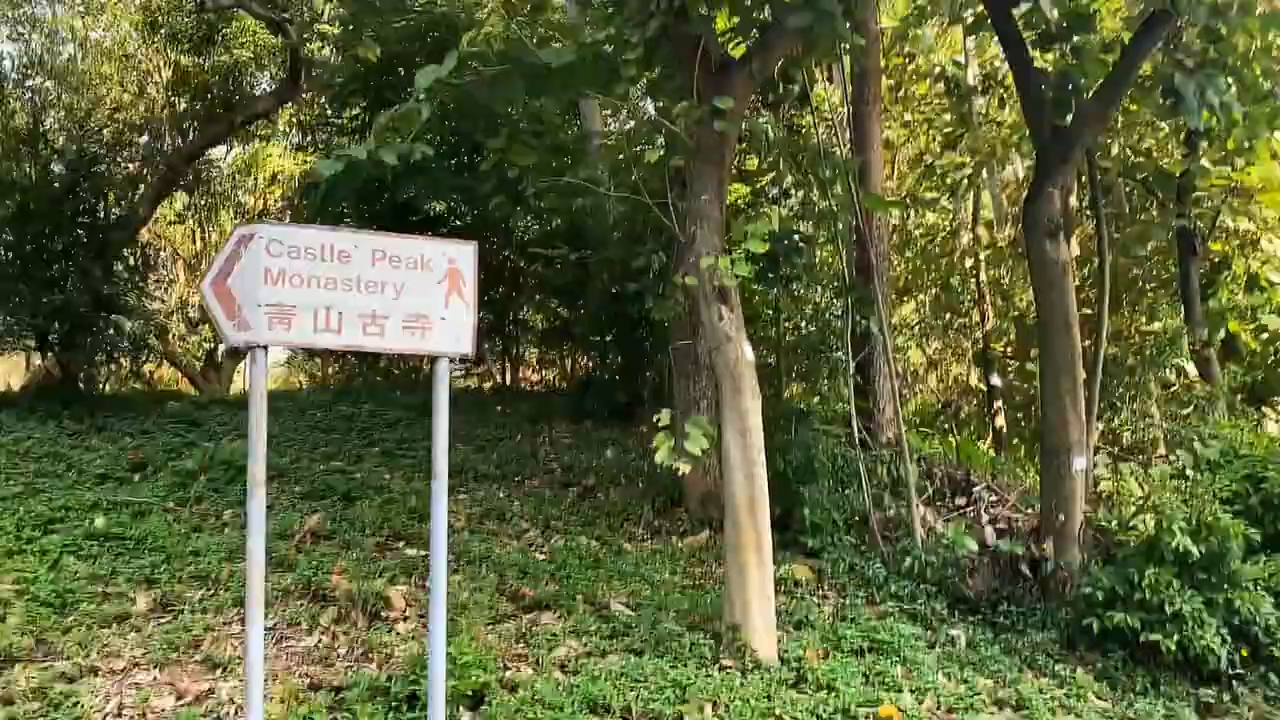 Castle Peak
Monastery
青山古寺